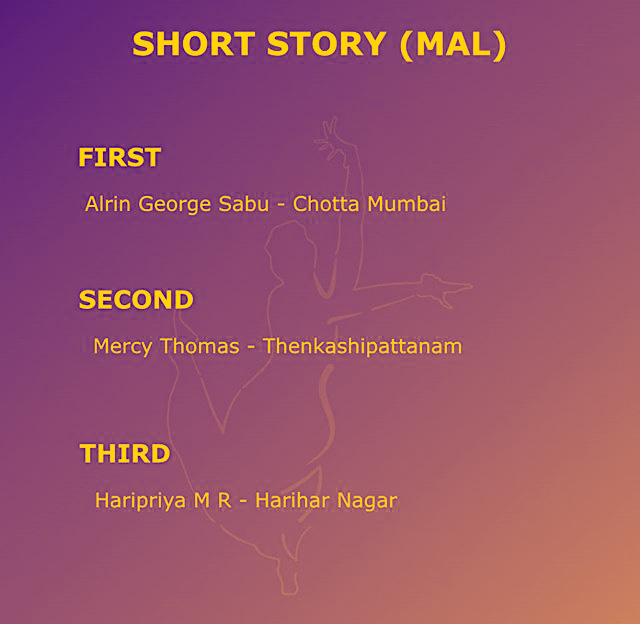 SHORT STORY (MAL)
FIRST
Alrin George Sabu - Chotta Mumbai
SECOND
Mercy Thomas - Thenkashipattanam
THIRD
Haripriya M R - Harihar Nagar